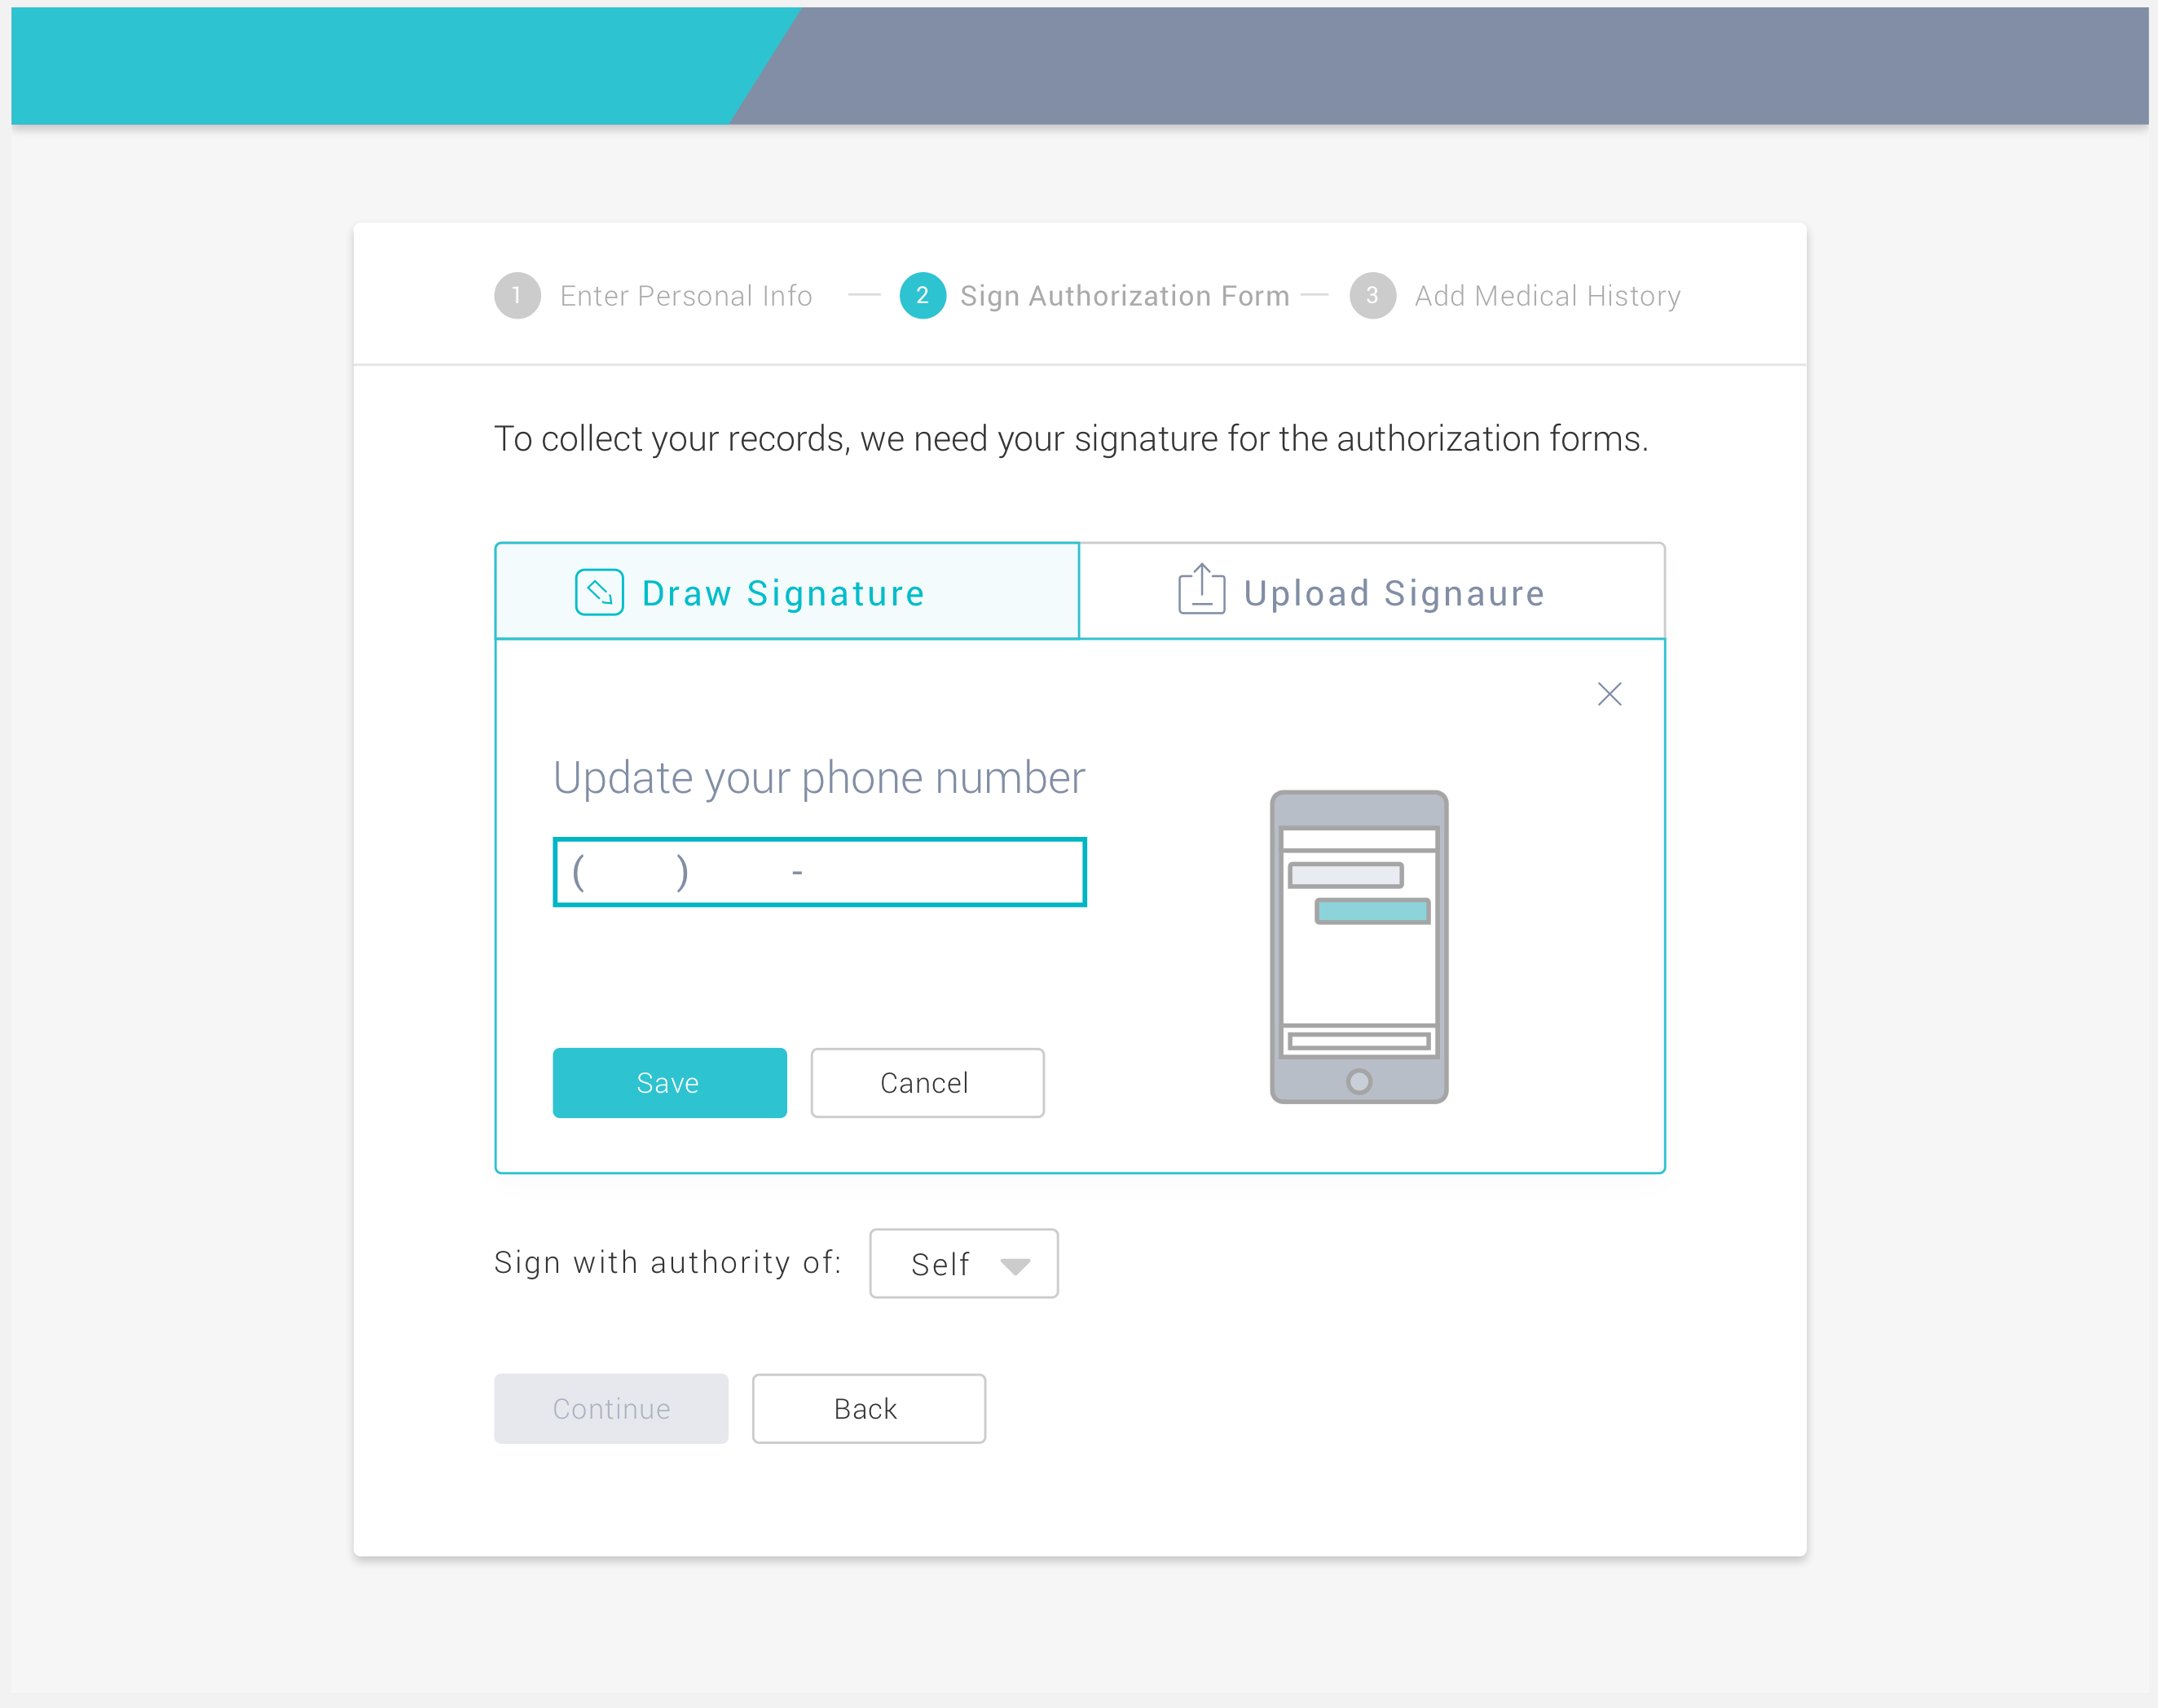 1 Enter Personal Info 2 Sign Authorization Form 3 Add Medical History
To collect your records, we need your signature for the authorization forms.
Draw Signature Upload Signaure
Update your phone number
( ) -
Save Cancel
Sign with authority of: Self
Continue Back